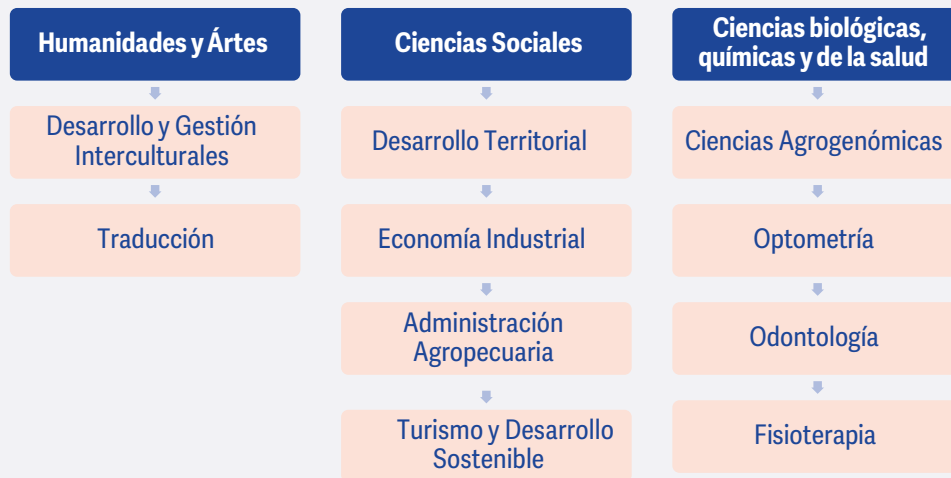 Humanidades y Ártes
Desarrollo y Gestión
Interculturales
Traducción
Ciencias Sociales
Desarrollo Territorial
Economía Industrial
Administración
Agropecuaria
Turismo y Desarrollo
Sostenible
Ciencias biológicas,
químicas y de la salud
Ciencias Agrogenómicas
Optometría
Odontología
Fisioterapia